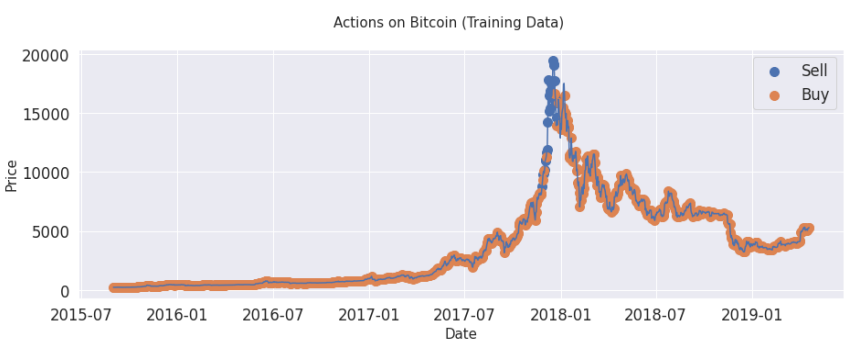 Actions on Bitcoin (Training Data)
20000
15000
10000
5000
0
Price
Sell
Buy
2015-07 2016-01 2016-07 2017-01 2017-07 2018-01 2018-07 2019-01
Date